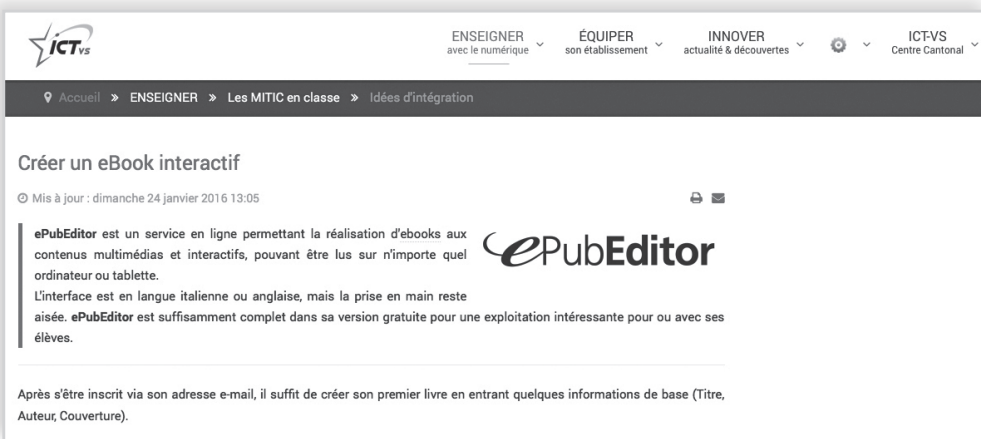 ICTvs
ENSEIGNER
avec le numérique
ÉQUIPER
son établissement
INNOVER
actualité & découvertes
ICT-VS
Centre Cantonal
Accueil » ENSEIGNER » Les MITIC en classe » Idées d'intégration
Créer un eBook interactif
Mis à jour : dimanche 24 janvier 2016 13:05
ePubEditor est un service en ligne permettant la réalisation d'ebooks aux
contenus multimédias et interactifs, pouvant être lus sur n'importe quel
ordinateur ou tablette.
L'interface est en langue italienne ou anglaise, mais la prise en main reste
aisée. ePubEditor est suffisamment complet dans sa version gratuite pour une exploitation intéressante pour ou avec ses
élèves.
ePubEditor
Après s'être inscrit via son adresse e-mail, il suffit de créer son premier livre en entrant quelques informations de base (Titre,
Auteur, Couverture).